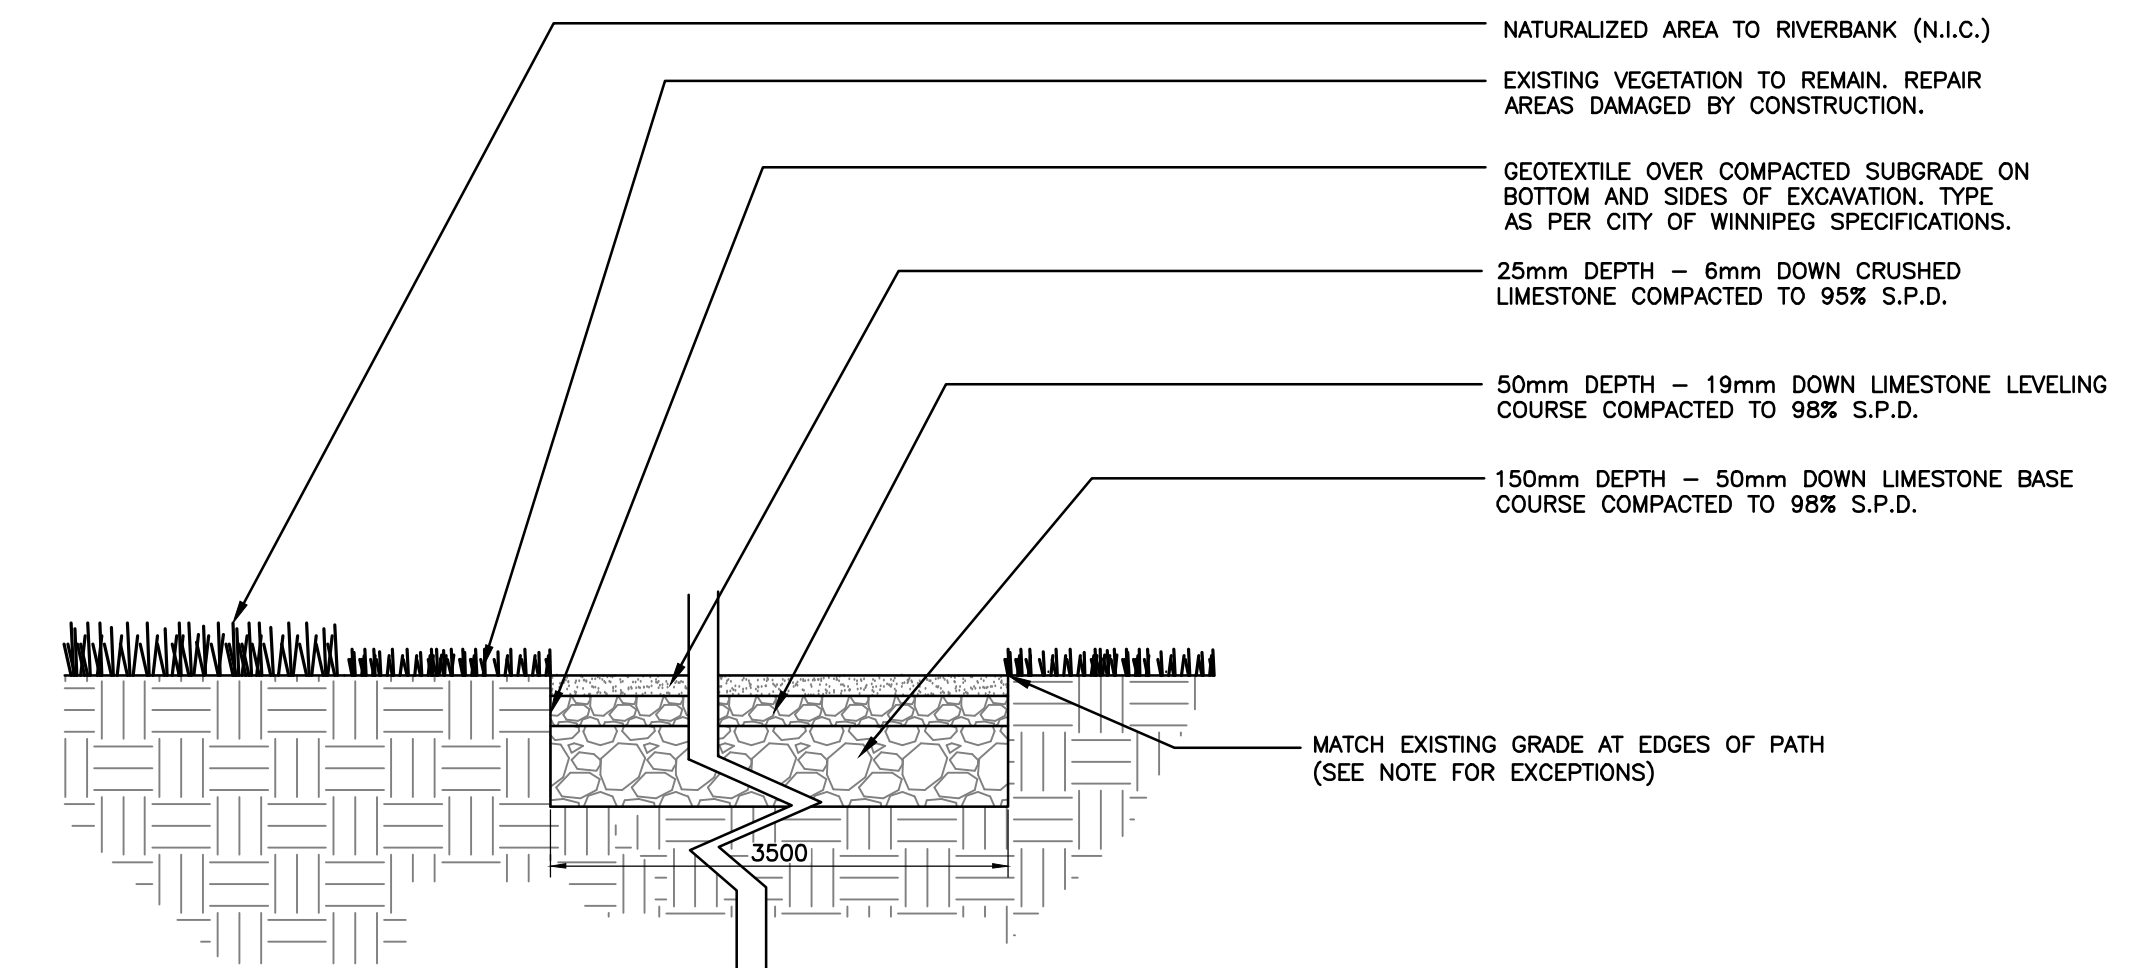 NATURALIZED AREA TO RIVERBANK (N.I.C.)
EXISTING VEGETATION TO REMAIN. REPAIR
AREAS DAMAGED BY CONSTRUCTION.
GEOTEXTILE OVER COMPACTED SUBGRADE ON
BOTTOM AND SIDES OF EXCAVATION. TYPE
AS PER CITY OF WINNIPEG SPECIFICATIONS.
25mm DEPTH - 6mm DOWN CRUSHED
LIMESTONE COMPACTED TO 95% S.P.D.
50mm DEPTH - 19mm DOWN LIMESTONE LEVELING
COURSE COMPACTED TO 98% S.P.D.
150mm DEPTH - 50mm DOWN LIMESTONE BASE
COURSE COMPACTED TO 98% S.P.D.
MATCH EXISTING GRADE AT EDGES OF PATH
(SEE NOTE FOR EXCEPTIONS)
3500